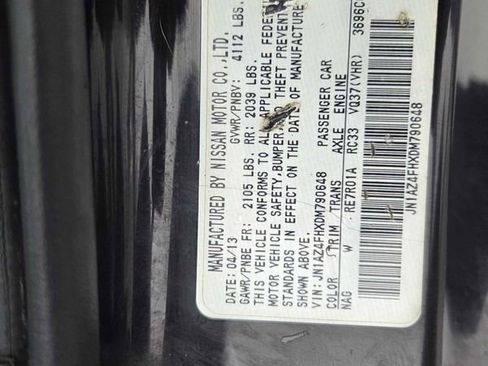 MANUFACTURED BY NISSAN MOTOR CO.,LTD.
DATE: 04/13 GVWR/PNBV: 4112 LBS.
GAWR/PNBE FR: 2105 LBS. RR: 2039 LBS.
THIS VEHICLE CONFORMS TO ALL APPLICABLE
MOTOR VEHICLE SAFETY,BUMPER,AND THEFT PREVENT
STANDARDS IN EFFECT ON THE DATE OF MANUFACTURE
SHOWN ABOVE.
VIN: JN1AZ4FHXDM790648 PASSENGER CAR
COLOR TRIM TRANS AXLE ENGINE
NAG W RE7R01A RC33 VQ37(VHR) 3696C
JN1AZ4FHXDM790648